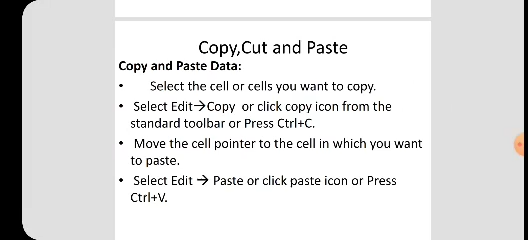 Copy,Cut and Paste
Copy and Paste Data:
• Select the cell or cells you want to copy.
• Select Edit→Copy or click copy icon from the
standard toolbar or Press Ctrl+C.
• Move the cell pointer to the cell in which you want
to paste.
• Select Edit → Paste or click paste icon or Press
Ctrl+V.